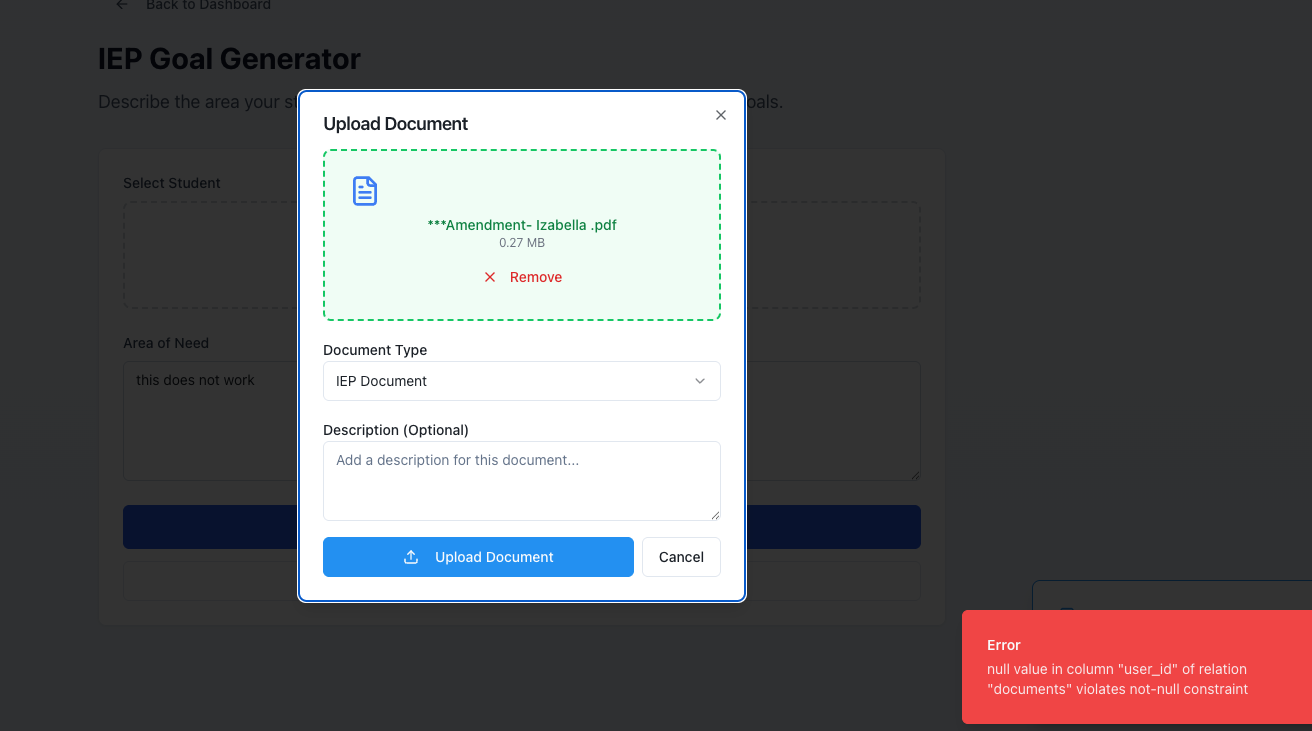 Back to Dashboard
IEP Goal Generator
Describe the area your st
oals.
Upload Document
Select Student
***Amendment- Izabella .pdf
0.27 MB
Remove
Area of Need
this does not work
Document Type
IEP Document
Description (Optional)
Add a description for this document...
Upload Document
Cancel
Error
null value in column "user_id" of relation
"documents" violates not-null constraint